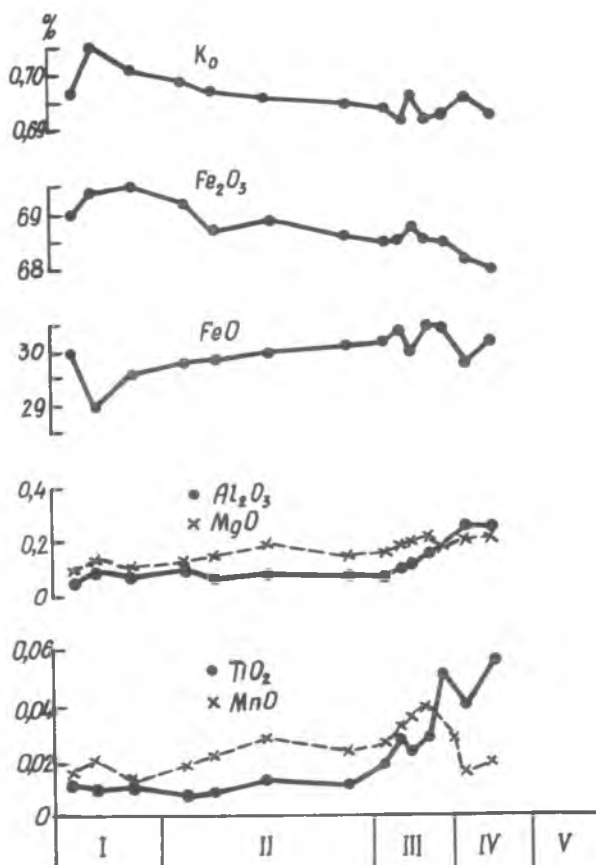 %
K₀
0,70
0,69
Fe₂O₃
69
68
FeO
30
29
0,4
Al₂O₃
MgO
0,2
0
0,06
TiO₂
MnO
0,04
0,02
0
I II III IV V